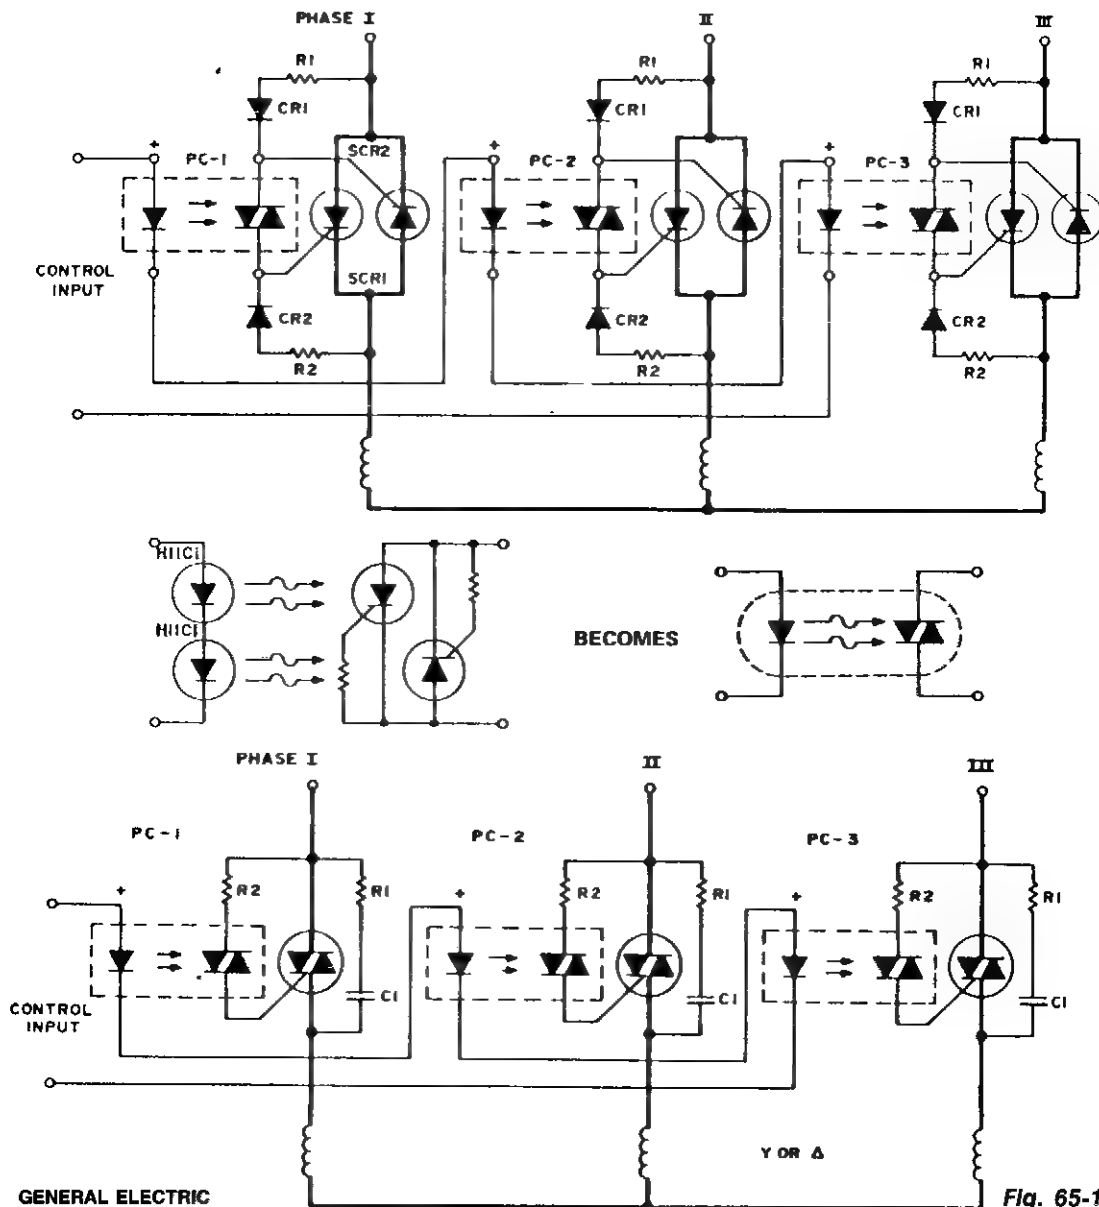 PHASE I
II
III
R1
R1
R1
CR1
CR1
CR1
+
PC-1
SCR2
+
PC-2
+
PC-3
CONTROL
INPUT
SCR1
CR2
CR2
CR2
R2
R2
R2
H11C1
H11C1
BECOMES
PHASE I
II
III
PC-1
PC-2
PC-3
+
R2
R1
+
R2
R1
+
R2
R1
CONTROL
INPUT
C1
C1
C1
Y OR Δ
GENERAL ELECTRIC
Fig. 65-1